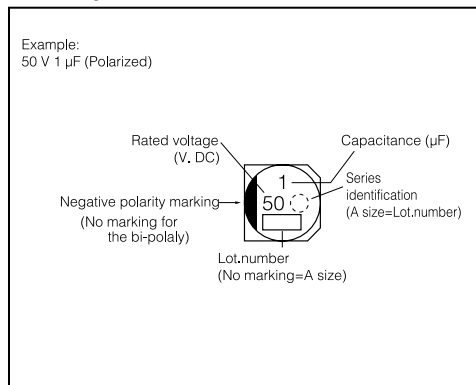 Example:
50 V 1 µF (Polarized)
Rated voltage
(V. DC)
Capacitance (µF)
1
50
Series
identification
(A size=Lot.number)
Negative polarity marking
(No marking for
the bi-polaly)
Lot.number
(No marking=A size)